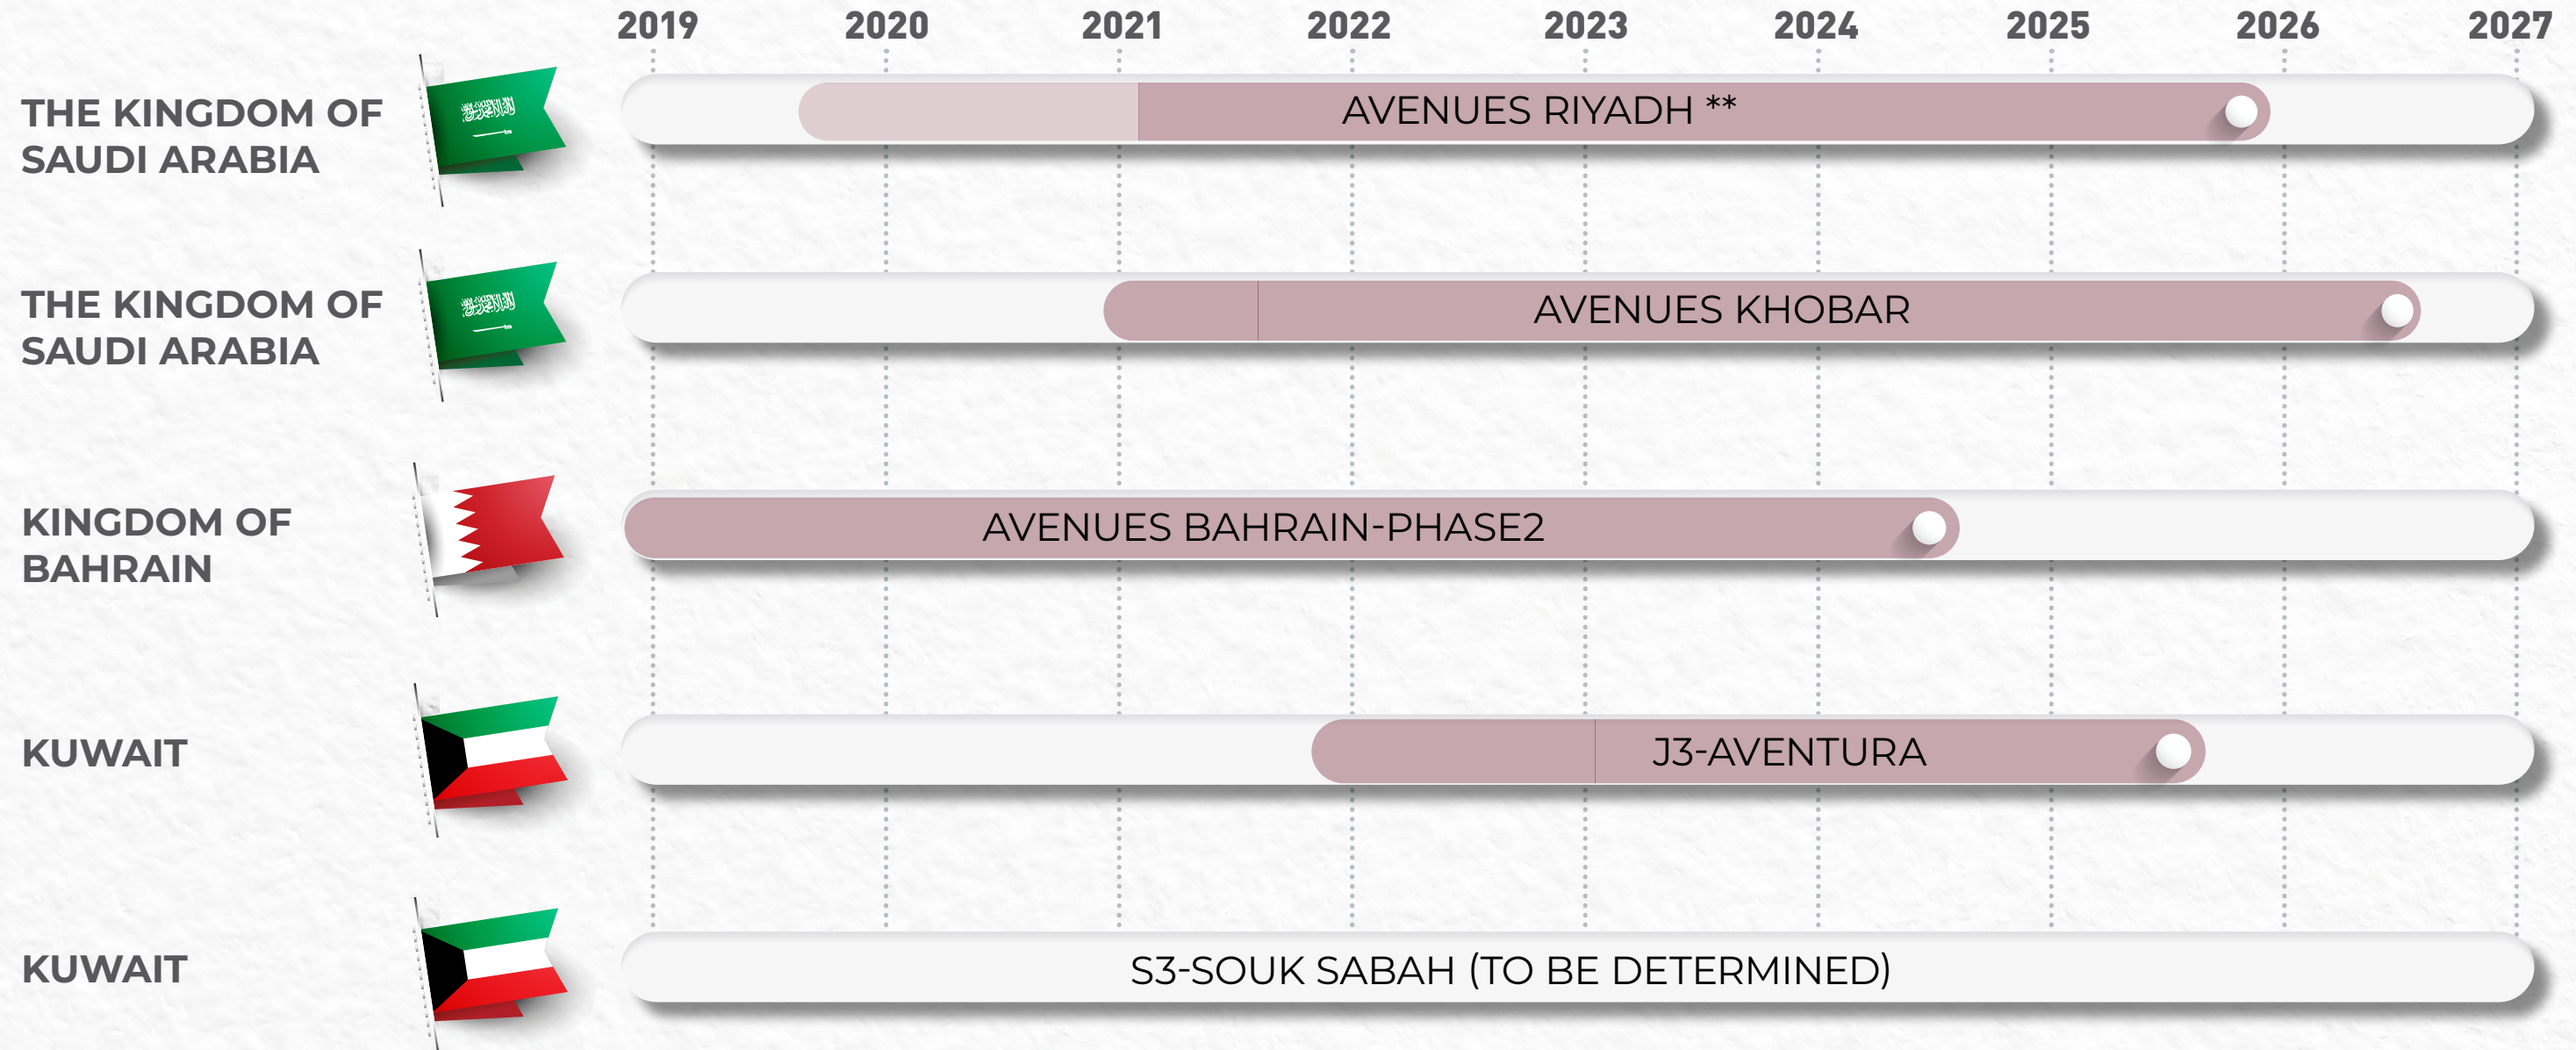 2019 2020 2021 2022 2023 2024 2025 2026 2027
THE KINGDOM OF
SAUDI ARABIA
AVENUES RIYADH **
THE KINGDOM OF
SAUDI ARABIA
AVENUES KHOBAR
KINGDOM OF
BAHRAIN
AVENUES BAHRAIN-PHASE2
KUWAIT
J3-AVENTURA
KUWAIT
S3-SOUK SABAH (TO BE DETERMINED)